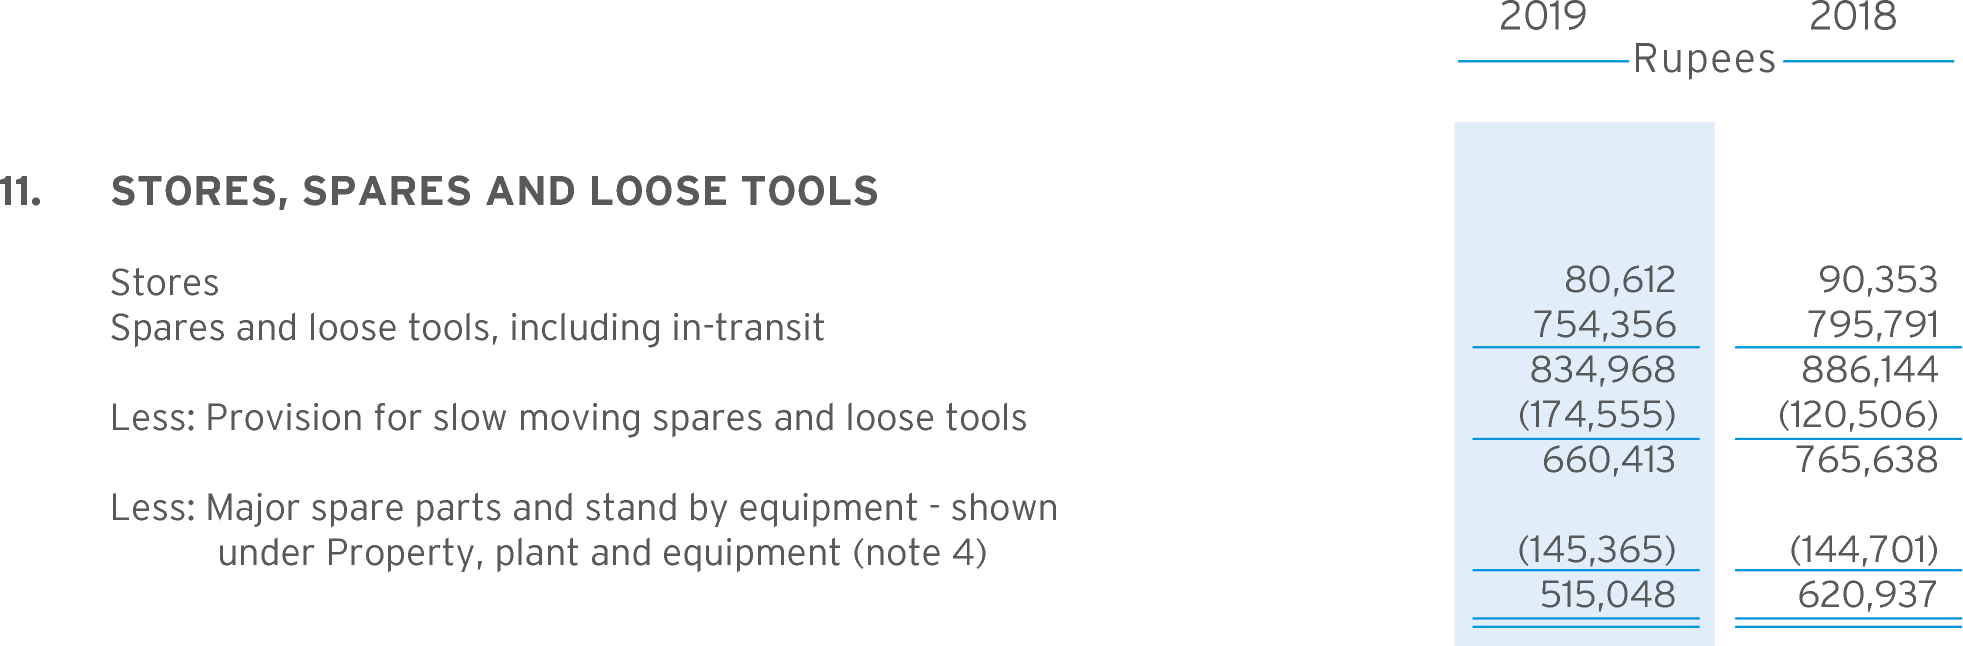 2019 2018
Rupees
11. STORES, SPARES AND LOOSE TOOLS
Stores 80,612 90,353
Spares and loose tools, including in-transit 754,356 795,791
834,968 886,144
Less: Provision for slow moving spares and loose tools (174,555) (120,506)
660,413 765,638
Less: Major spare parts and stand by equipment - shown
under Property, plant and equipment (note 4) (145,365) (144,701)
515,048 620,937